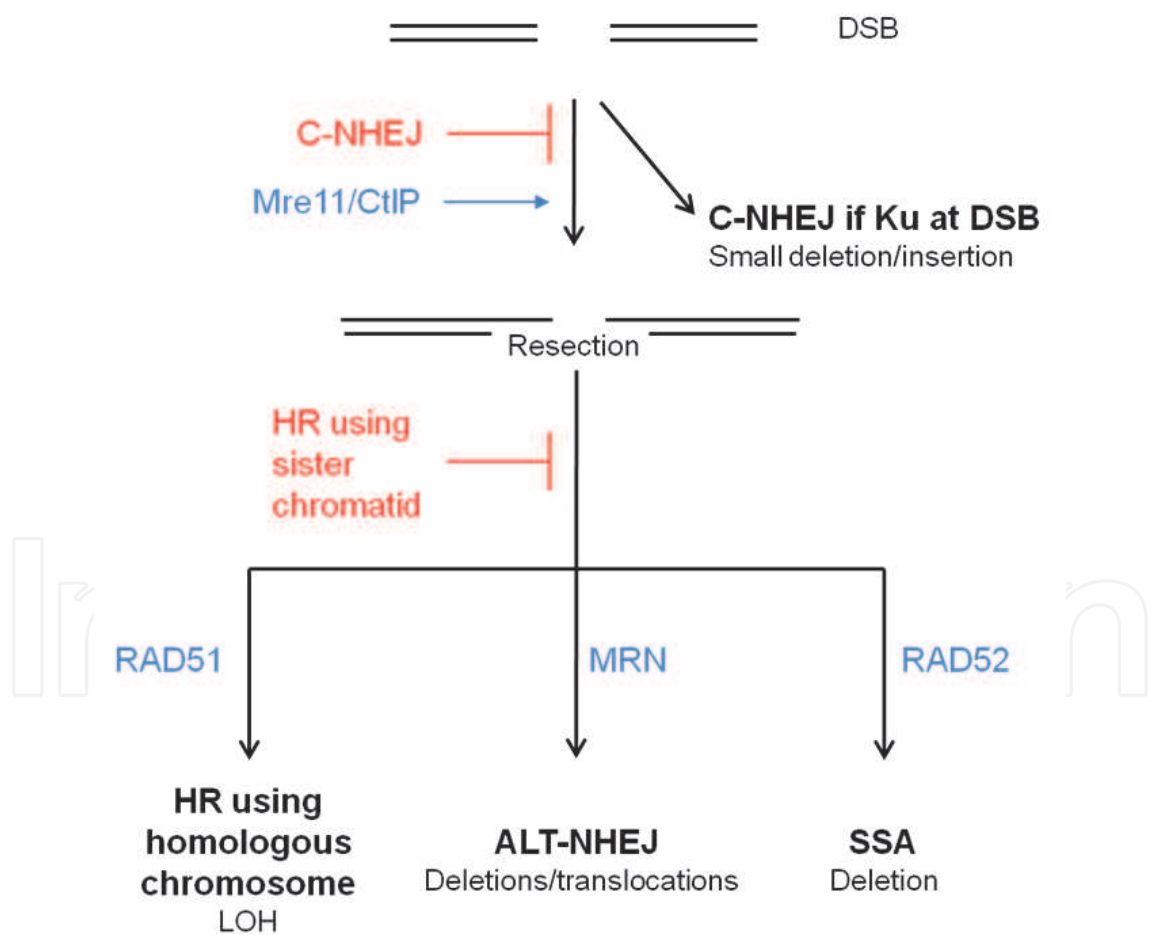 DSB
C-NHEJ
Mre11/CtIP
C-NHEJ if Ku at DSB
Small deletion/insertion
Resection
HR using
sister
chromatid
RAD51
MRN
RAD52
HR using
homologous
chromosome
LOH
ALT-NHEJ
Deletions/translocations
SSA
Deletion